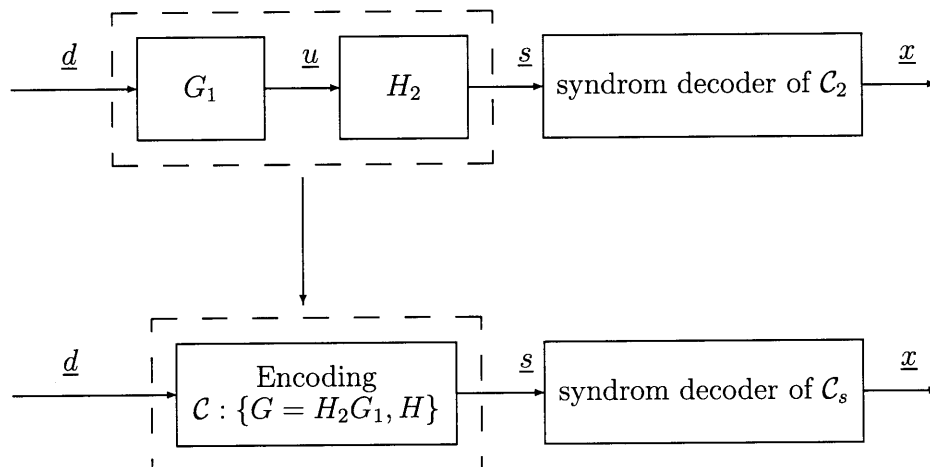 d u s x
G₁ H₂ syndrom decoder of 𝒞₂
d s x
Encoding
𝒞 : {G = H₂G₁, H} syndrom decoder of 𝒞ₛ